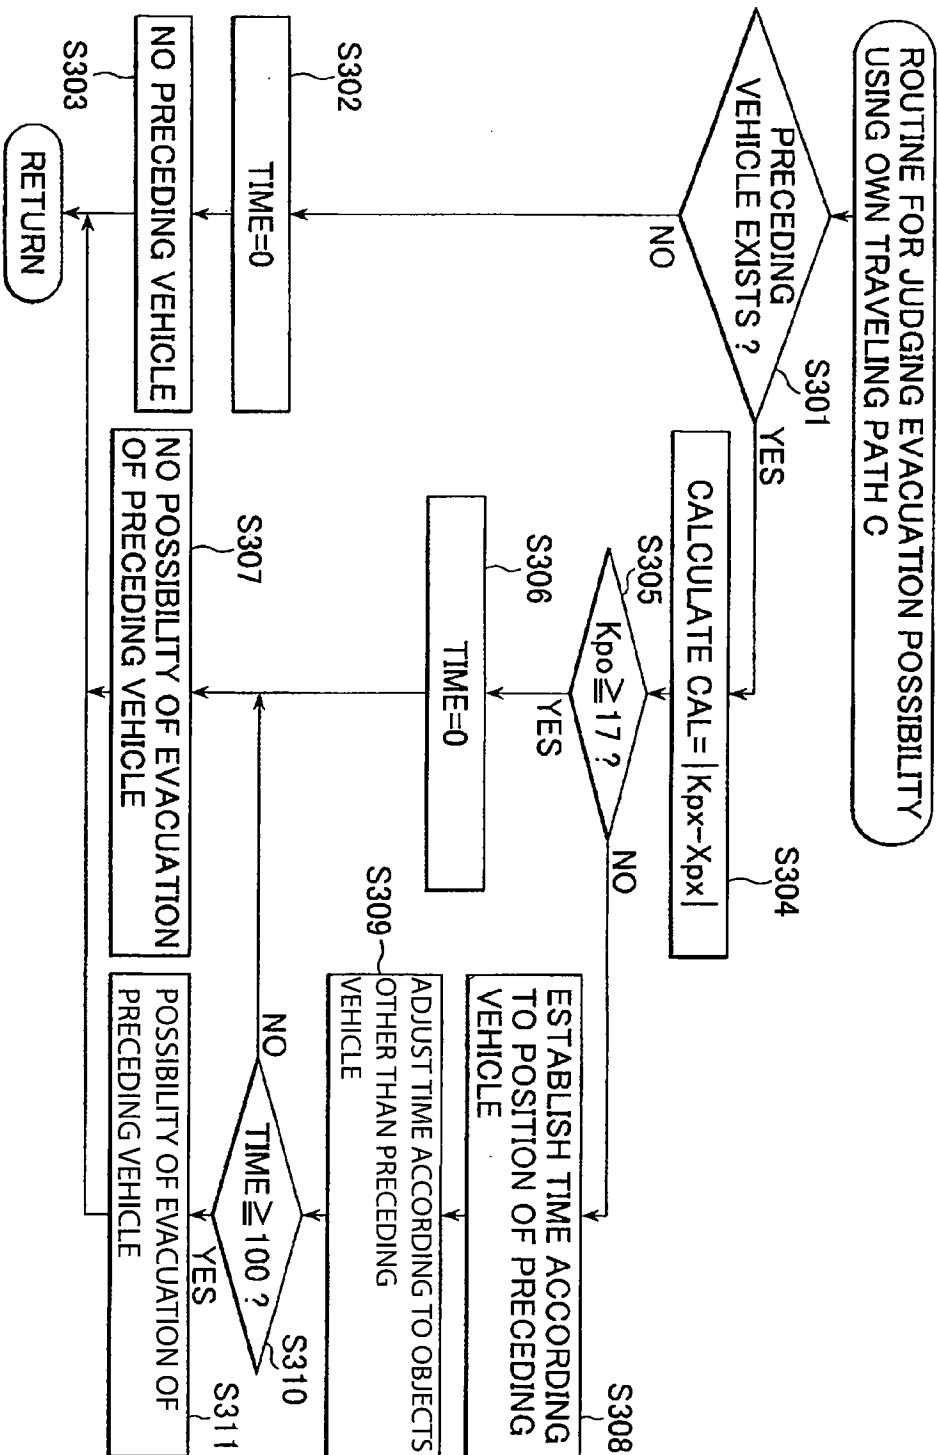 ROUTINE FOR JUDGING EVACUATION POSSIBILITY
USING OWN TRAVELING PATH C
PRECEDING
VEHICLE EXISTS ?
S301
YES
NO
S302
TIME=0
S303
NO PRECEDING VEHICLE
RETURN
S304
CALCULATE CAL= |Kpx−Xpx|
S305
Kpo≧17 ?
NO
YES
S306
TIME=0
S307
NO POSSIBILITY OF EVACUATION
OF PRECEDING VEHICLE
S308
ESTABLISH TIME ACCORDING
TO POSITION OF PRECEDING
VEHICLE
S309
ADJUST TIME ACCORDING TO OBJECTS
OTHER THAN PRECEDING
VEHICLE
S310
TIME≧100 ?
NO
YES
S311
POSSIBILITY OF EVACUATION OF
PRECEDING VEHICLE